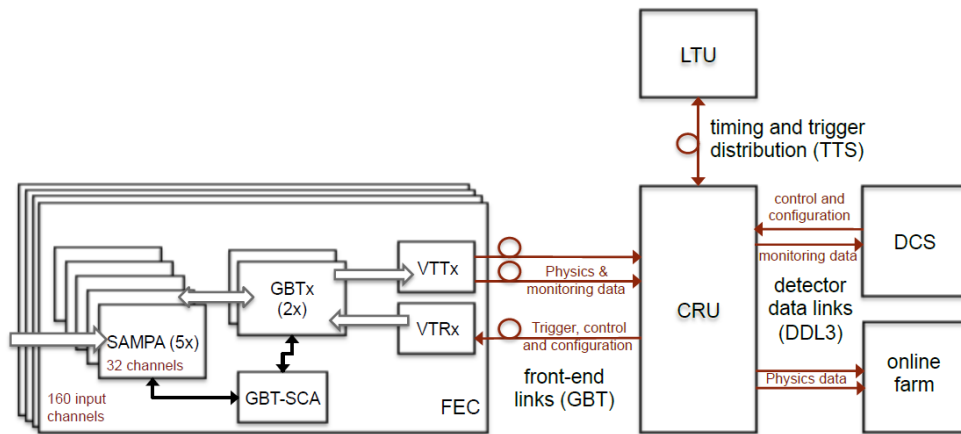 LTU
timing and trigger
distribution (TTS)
control and
configuration
DCS
monitoring data
detector
data links
(DDL3)
CRU
online
farm
Physics data
VTTx
Physics &
monitoring data
GBTx
(2x)
VTRx
Trigger, control
and configuration
SAMPA (5x)
32 channels
GBT-SCA
160 input
channels
FEC
front-end
links (GBT)